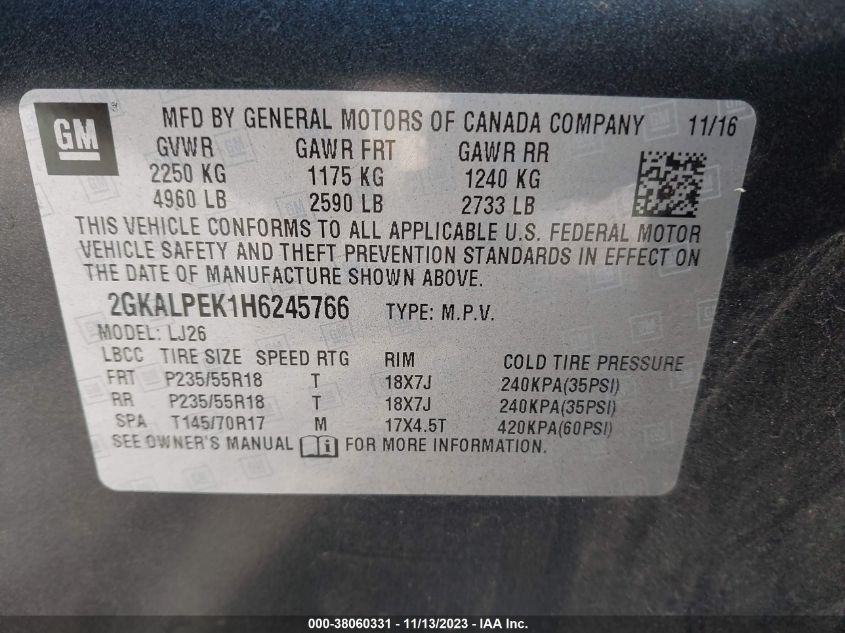 GM
MFD BY GENERAL MOTORS OF CANADA COMPANY 11/16
GVWR GAWR FRT GAWR RR
2250 KG 1175 KG 1240 KG
4960 LB 2590 LB 2733 LB
THIS VEHICLE CONFORMS TO ALL APPLICABLE U.S. FEDERAL MOTOR
VEHICLE SAFETY AND THEFT PREVENTION STANDARDS IN EFFECT ON
THE DATE OF MANUFACTURE SHOWN ABOVE.
2GKALPEK1H6245766 TYPE: M.P.V.
MODEL: LJ26
LBCC TIRE SIZE SPEED RTG RIM COLD TIRE PRESSURE
FRT P235/55R18 T 18X7J 240KPA(35PSI)
RR P235/55R18 T 18X7J 240KPA(35PSI)
SPA T145/70R17 M 17X4.5T 420KPA(60PSI)
SEE OWNER'S MANUAL i FOR MORE INFORMATION.
000-38060331 - 11/13/2023 - IAA Inc.